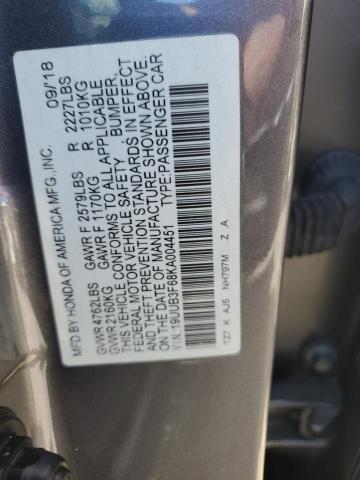 MFD BY HONDA OF AMERICA MFG.,INC. 09/18
GVWR 4762LBS GAWR F 2579LBS R 2227LBS
GVWR 2160KG GAWR F 1170KG R 1010KG
THIS VEHICLE CONFORMS TO ALL APPLICABLE
FEDERAL MOTOR VEHICLE SAFETY, BUMPER,
AND THEFT PREVENTION STANDARDS IN EFFECT
ON THE DATE OF MANUFACTURE SHOWN ABOVE.
VIN:19UUB3F68KA004451 TYPE:PASSENGER CAR
TZ7 K AJ5 NH797M Z .A